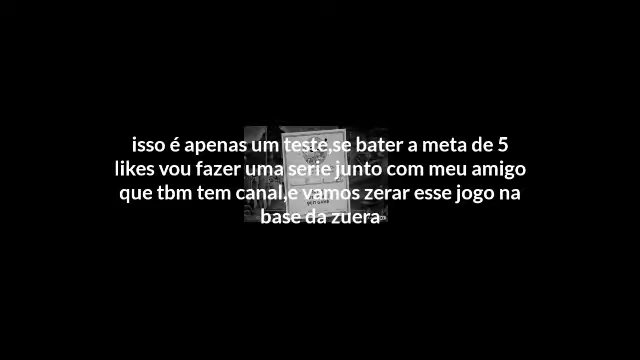 isso é apenas um teste,se bater a meta de 5
likes vou fazer uma serie junto com meu amigo
que tbm tem canal,e vamos zerar esse jogo na
base da zuera